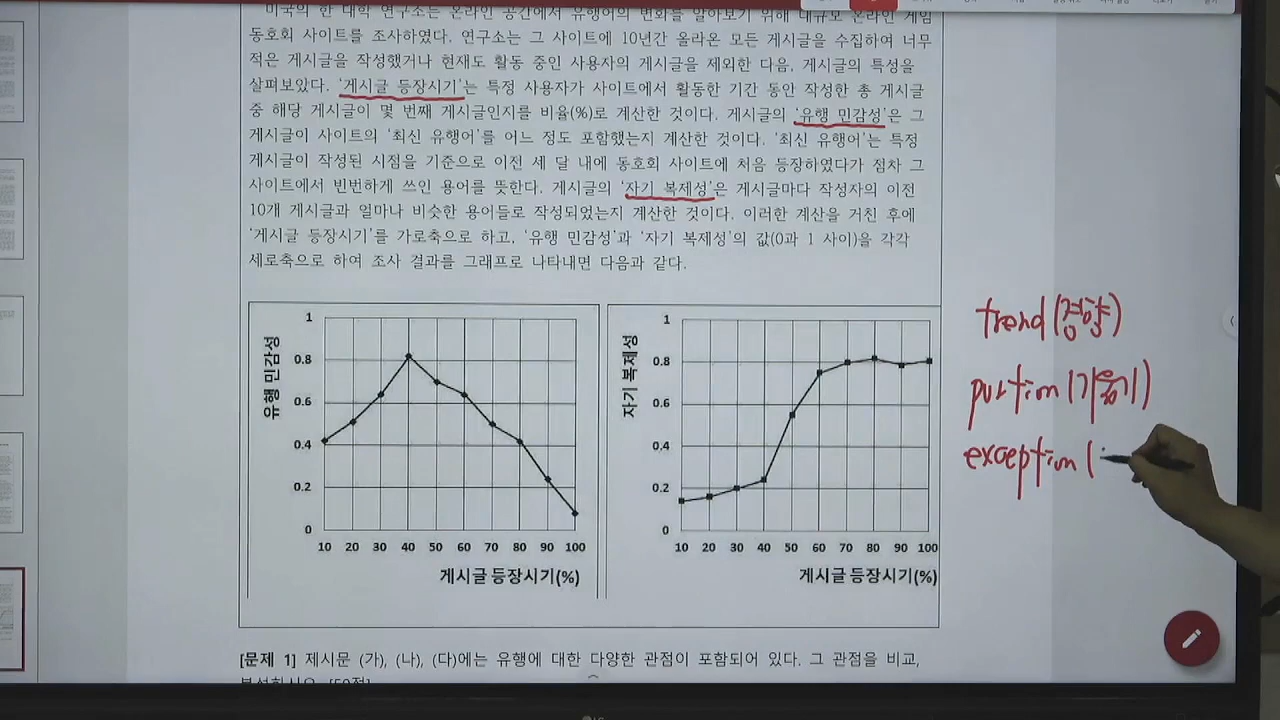 미국의 한 대학 연구소는 온라인 공간에서 유행어의 변화를 알아보기 위해 대규모 온라인 게임
동호회 사이트를 조사하였다. 연구소는 그 사이트에 10년간 올라온 모든 게시글을 수집하여 너무
적은 게시글을 작성했거나 현재도 활동 중인 사용자의 게시글을 제외한 다음, 게시글의 특성을
살펴보았다. ‘게시글 등장시기’는 특정 사용자가 사이트에서 활동한 기간 동안 작성한 총 게시글
중 해당 게시글이 몇 번째 게시글인지를 비율(%)로 계산한 것이다. 게시글의 ‘유행 민감성’은 그
게시글이 사이트의 ‘최신 유행어’를 어느 정도 포함했는지 계산한 것이다. ‘최신 유행어’는 특정
게시글이 작성된 시점을 기준으로 이전 세 달 내에 동호회 사이트에 처음 등장하였다가 점차 그
사이트에서 빈번하게 쓰인 용어를 뜻한다. 게시글의 ‘자기 복제성’은 게시글마다 작성자의 이전
10개 게시글과 얼마나 비슷한 용어들로 작성되었는지 계산한 것이다. 이러한 계산을 거친 후에
‘게시글 등장시기’를 가로축으로 하고, ‘유행 민감성’과 ‘자기 복제성’의 값(0과 1 사이)을 각각
세로축으로 하여 조사 결과를 그래프로 나타내면 다음과 같다.
유행 민감성
1
0.8
0.6
0.4
0.2
0
10 20 30 40 50 60 70 80 90 100
게시글 등장시기(%)
자기 복제성
1
0.8
0.6
0.4
0.2
0
10 20 30 40 50 60 70 80 90 100
게시글 등장시기(%)
trend (경향)
portion (기울기)
exception (
[문제 1] 제시문 (가), (나), (다)에는 유행에 대한 다양한 관점이 포함되어 있다. 그 관점을 비교,